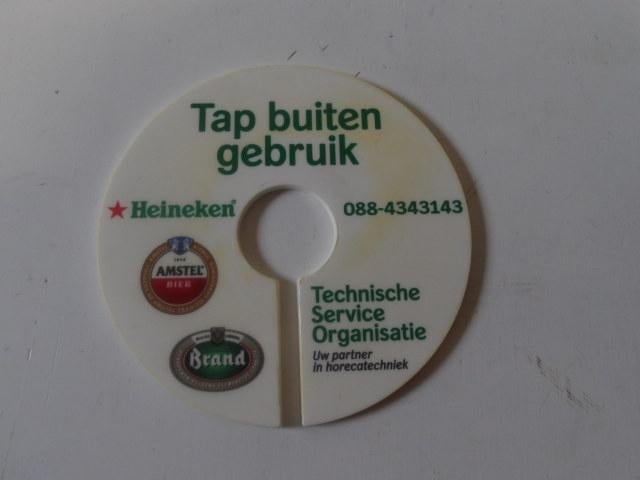 Tap buiten
gebruik
Heineken
088-4343143
AMSTEL
BIER
Brand
Technische
Service
Organisatie
Uw partner
in horecatechniek